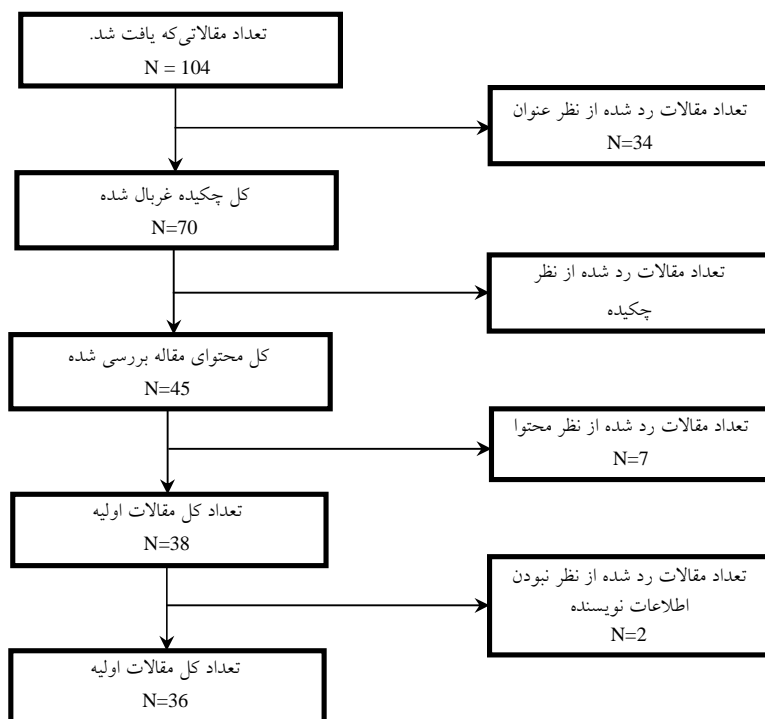 تعداد مقالاتی‌که یافت شد.
N = 104
تعداد مقالات رد شده از نظر عنوان
N=34
کل چکیده غربال شده
N=70
تعداد مقالات رد شده از نظر
چکیده
کل محتوای مقاله بررسی شده
N=45
تعداد مقالات رد شده از نظر محتوا
N=7
تعداد کل مقالات اولیه
N=38
تعداد مقالات رد شده از نظر نبودن
اطلاعات نویسنده
N=2
تعداد کل مقالات اولیه
N=36